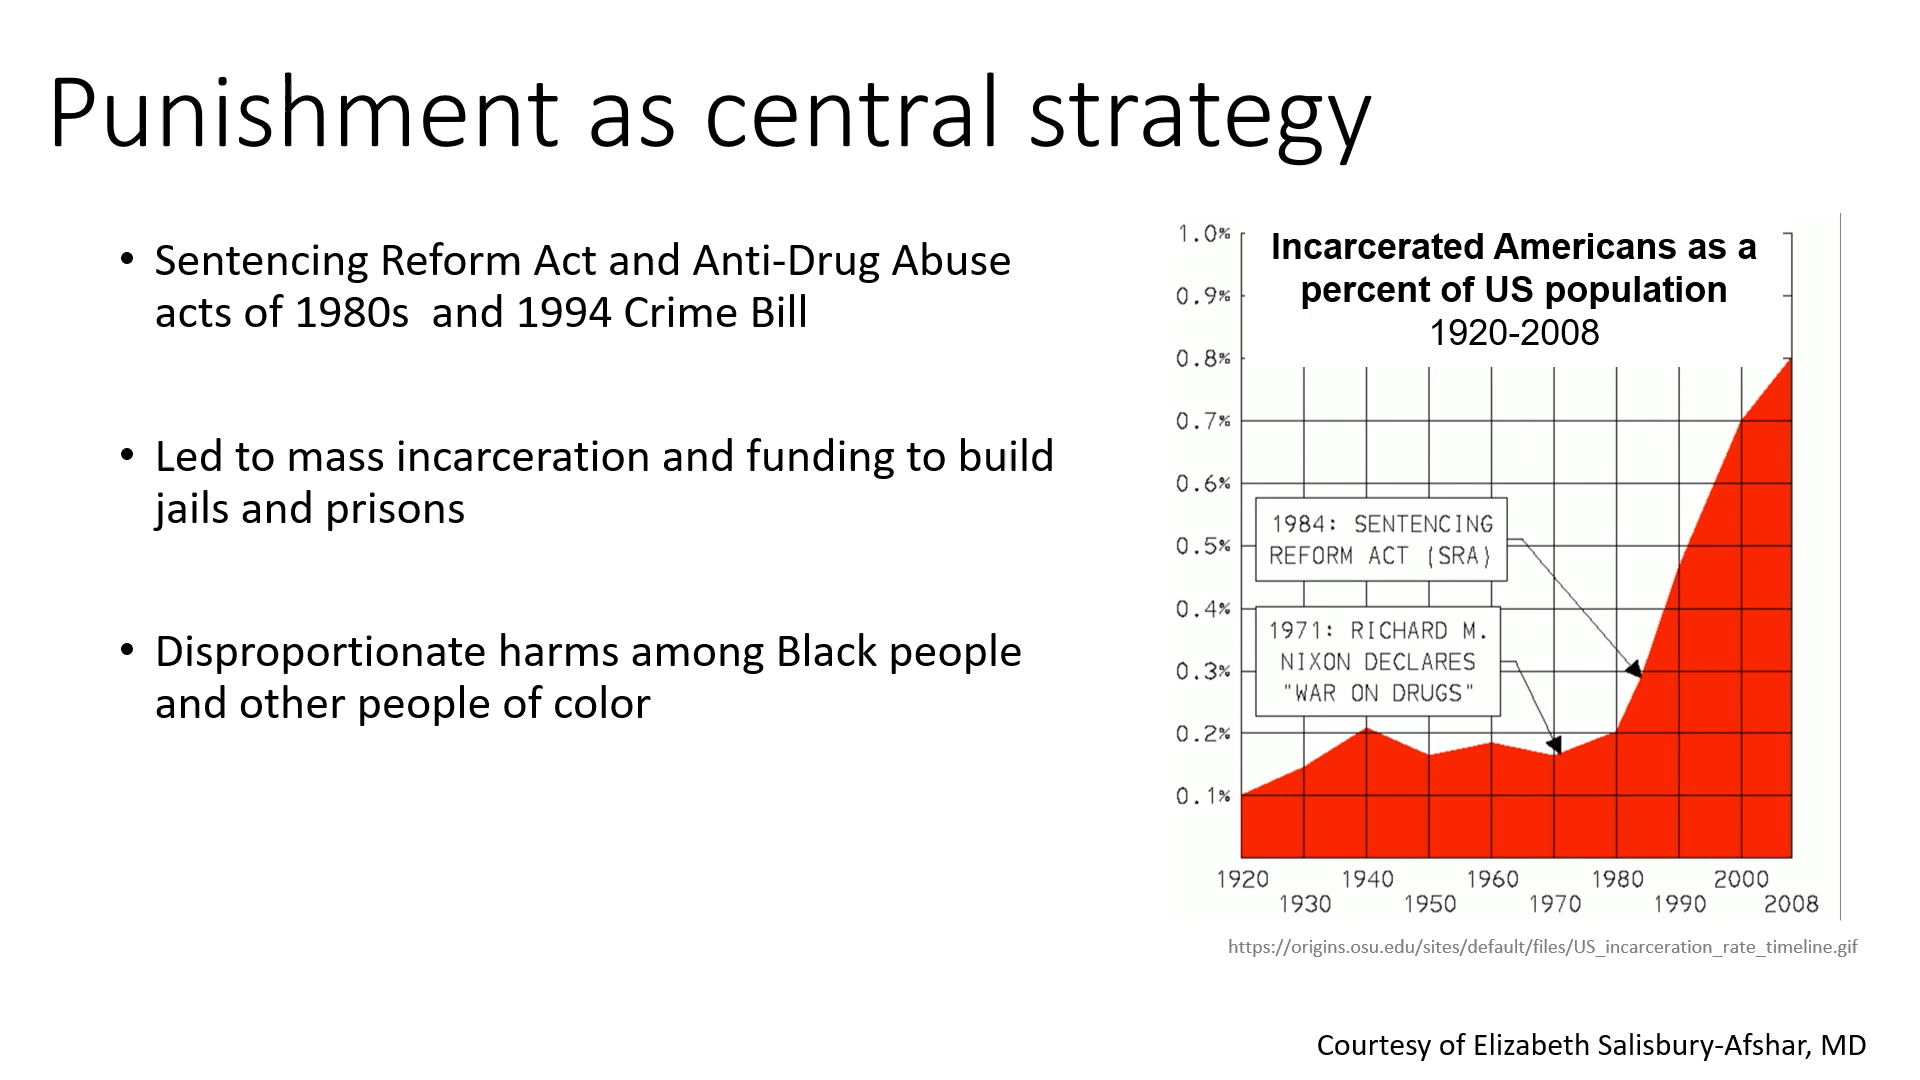 Punishment as central strategy
• Sentencing Reform Act and Anti-Drug Abuse
acts of 1980s  and 1994 Crime Bill
• Led to mass incarceration and funding to build
jails and prisons
• Disproportionate harms among Black people
and other people of color
Incarcerated Americans as a
percent of US population
1920-2008
1.0%
0.9%
0.8%
0.7%
0.6%
0.5%
0.4%
0.3%
0.2%
0.1%
1984: SENTENCING
REFORM ACT (SRA)
1971: RICHARD M.
NIXON DECLARES
"WAR ON DRUGS"
1920 1940 1960 1980 2000
1930 1950 1970 1990 2008
https://origins.osu.edu/sites/default/files/US_incarceration_rate_timeline.gif
Courtesy of Elizabeth Salisbury-Afshar, MD